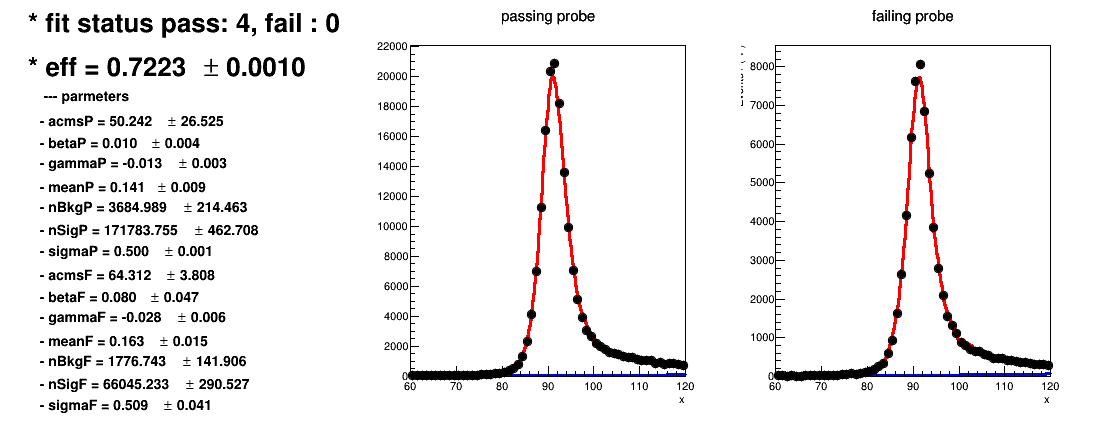 * fit status pass: 4, fail : 0
* eff = 0.7223 ± 0.0010
--- parmeters
- acmsP = 50.242 ± 26.525
- betaP = 0.010 ± 0.004
- gammaP = -0.013 ± 0.003
- meanP = 0.141 ± 0.009
- nBkgP = 3684.989 ± 214.463
- nSigP = 171783.755 ± 462.708
- sigmaP = 0.500 ± 0.001
- acmsF = 64.312 ± 3.808
- betaF = 0.080 ± 0.047
- gammaF = -0.028 ± 0.006
- meanF = 0.163 ± 0.015
- nBkgF = 1776.743 ± 141.906
- nSigF = 66045.233 ± 290.527
- sigmaF = 0.509 ± 0.041
passing probe
22000
20000
18000
16000
14000
12000
10000
8000
6000
4000
2000
0
60 70 80 90 100 110 120
x
failing probe
8000
7000
6000
5000
4000
3000
2000
1000
0
60 70 80 90 100 110 120
x